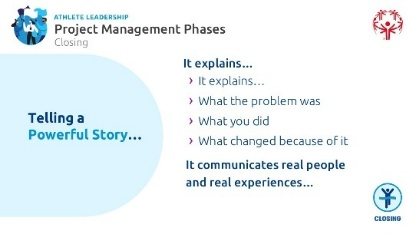 ATHLETE LEADERSHIP
Project Management Phases
Closing
Telling a
Powerful Story...
It explains...
› It explains...
› What the problem was
› What you did
› What changed because of it
It communicates real people
and real experiences...
CLOSING